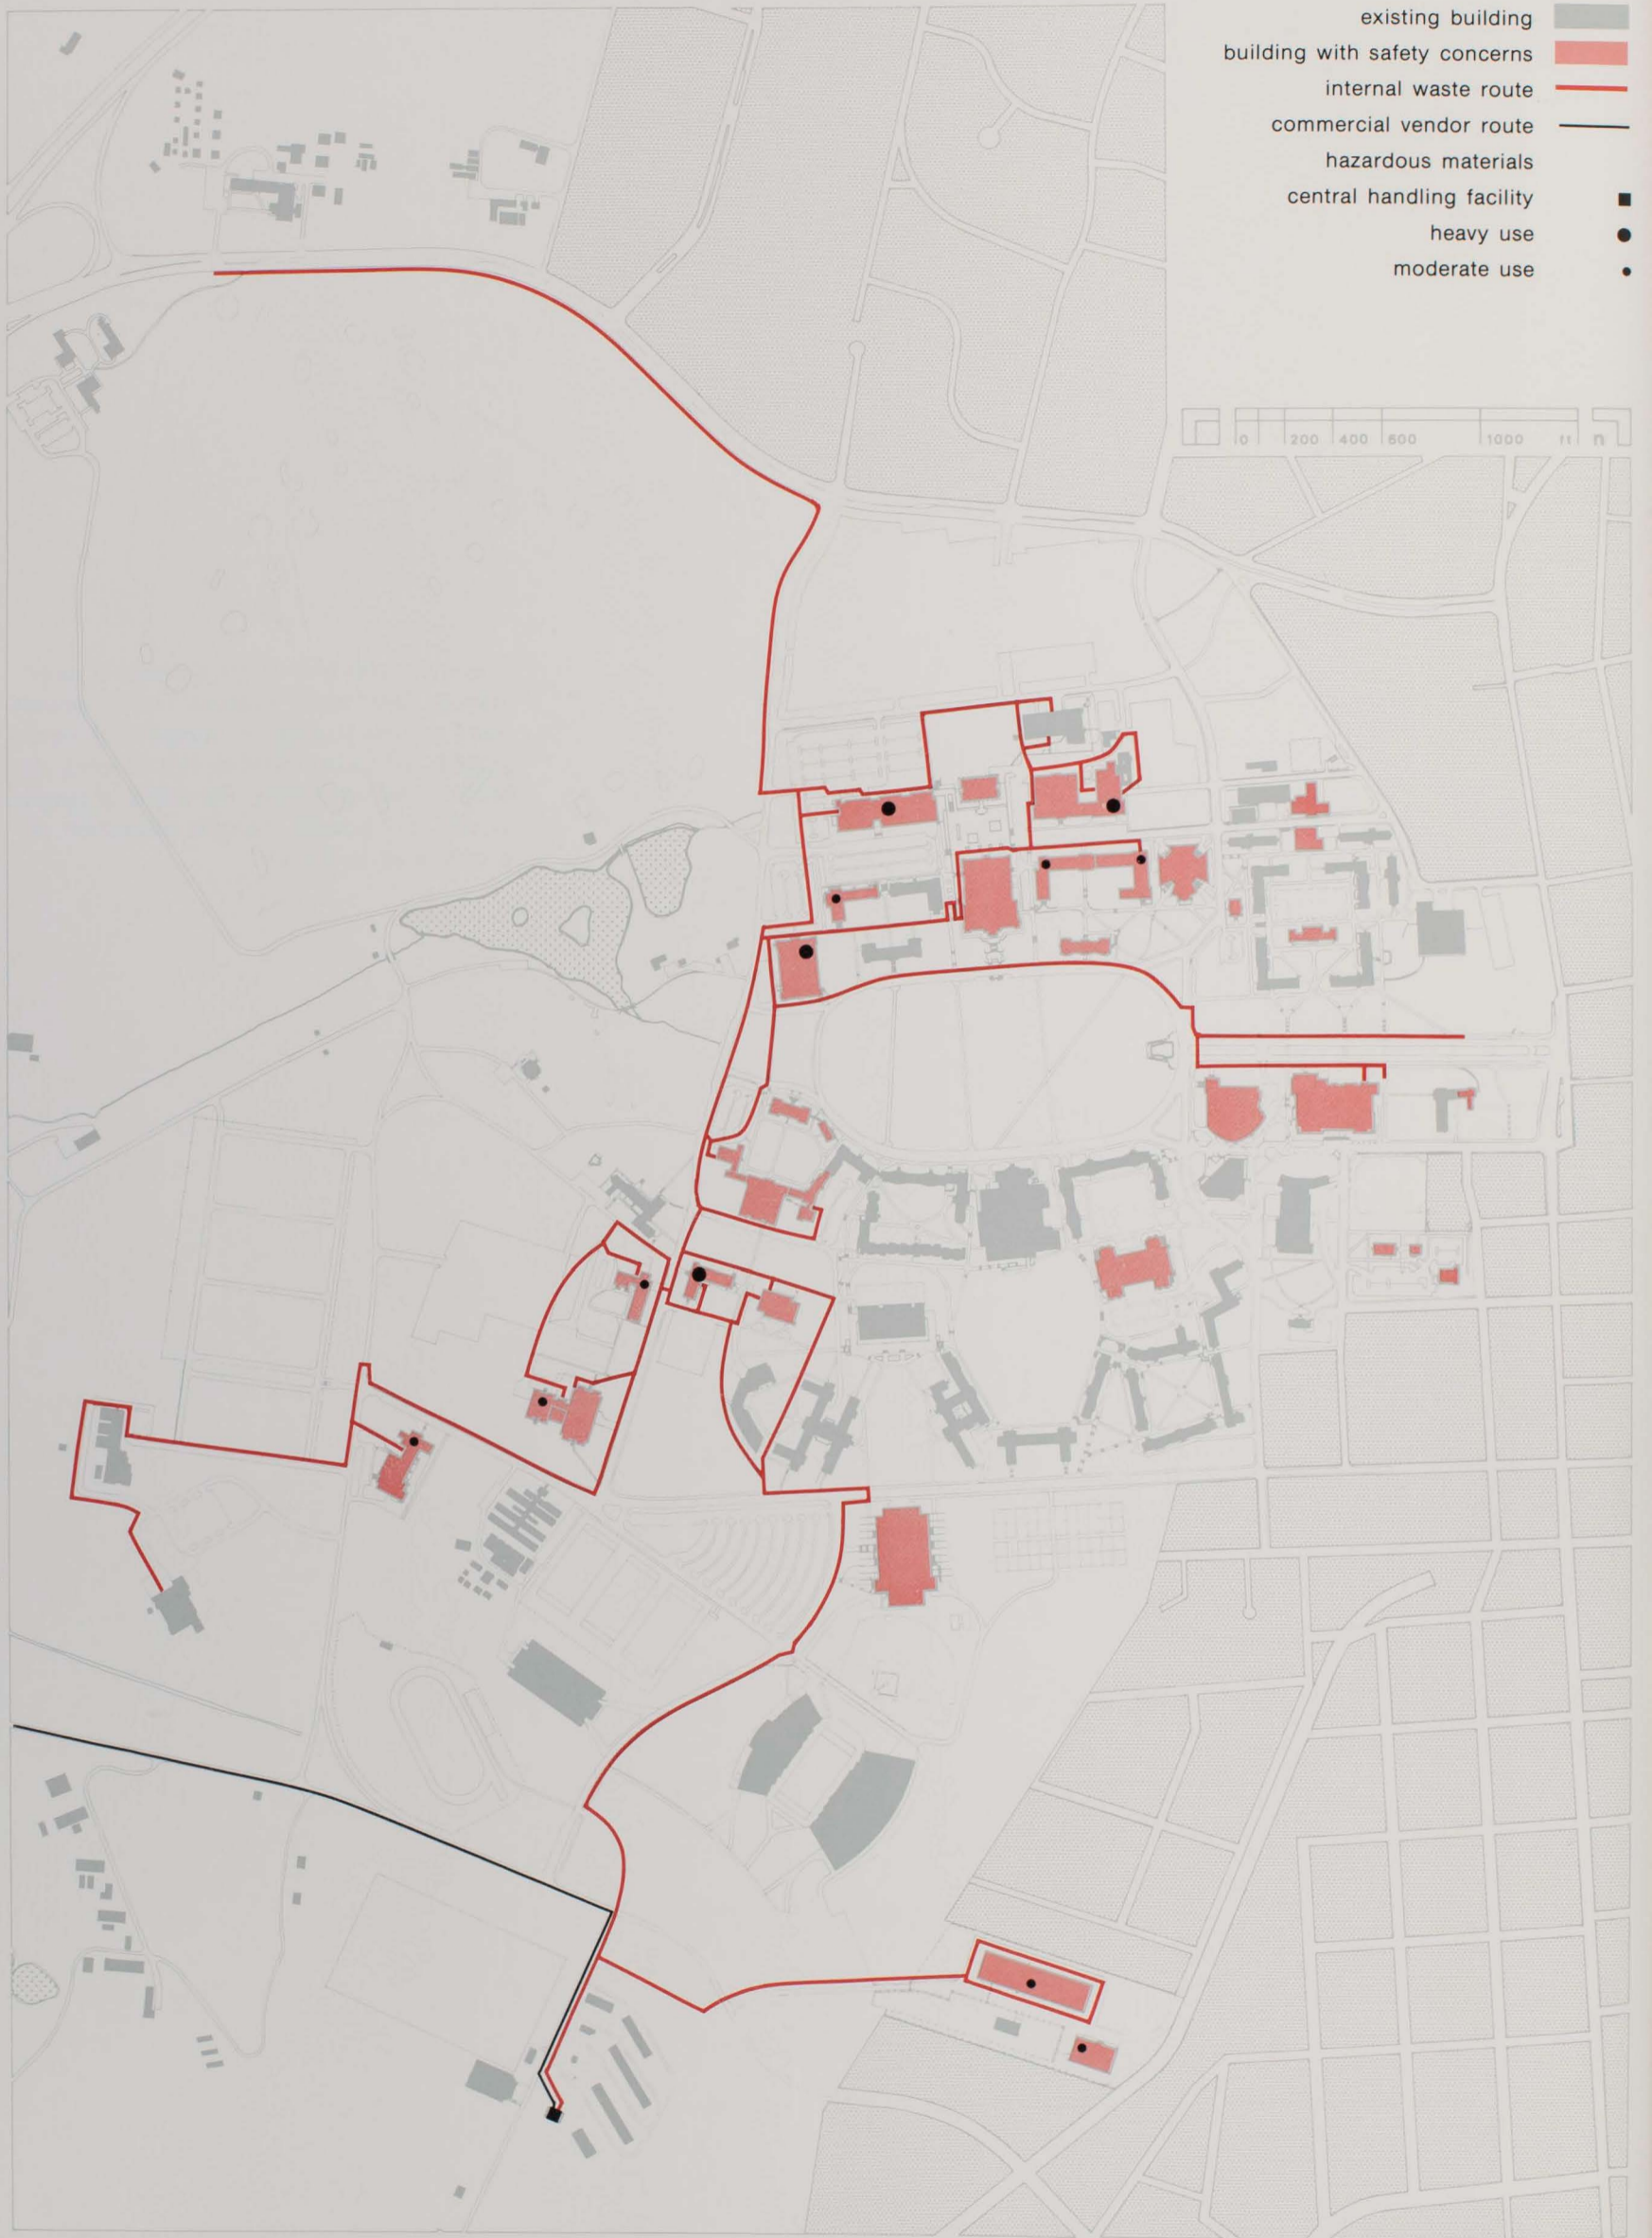 existing building
building with safety concerns
internal waste route
commercial vendor route
hazardous materials
central handling facility
heavy use
moderate use
0 200 400 600 1000 ft n